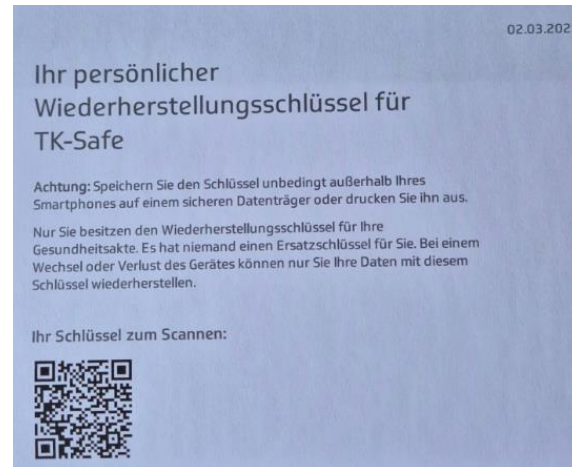 02.03.202
Ihr persönlicher
Wiederherstellungsschlüssel für
TK-Safe
Achtung: Speichern Sie den Schlüssel unbedingt außerhalb Ihres
Smartphones auf einem sicheren Datenträger oder drucken Sie ihn aus.
Nur Sie besitzen den Wiederherstellungsschlüssel für Ihre
Gesundheitsakte. Es hat niemand einen Ersatzschlüssel für Sie. Bei einem
Wechsel oder Verlust des Gerätes können nur Sie Ihre Daten mit diesem
Schlüssel wiederherstellen.
Ihr Schlüssel zum Scannen: